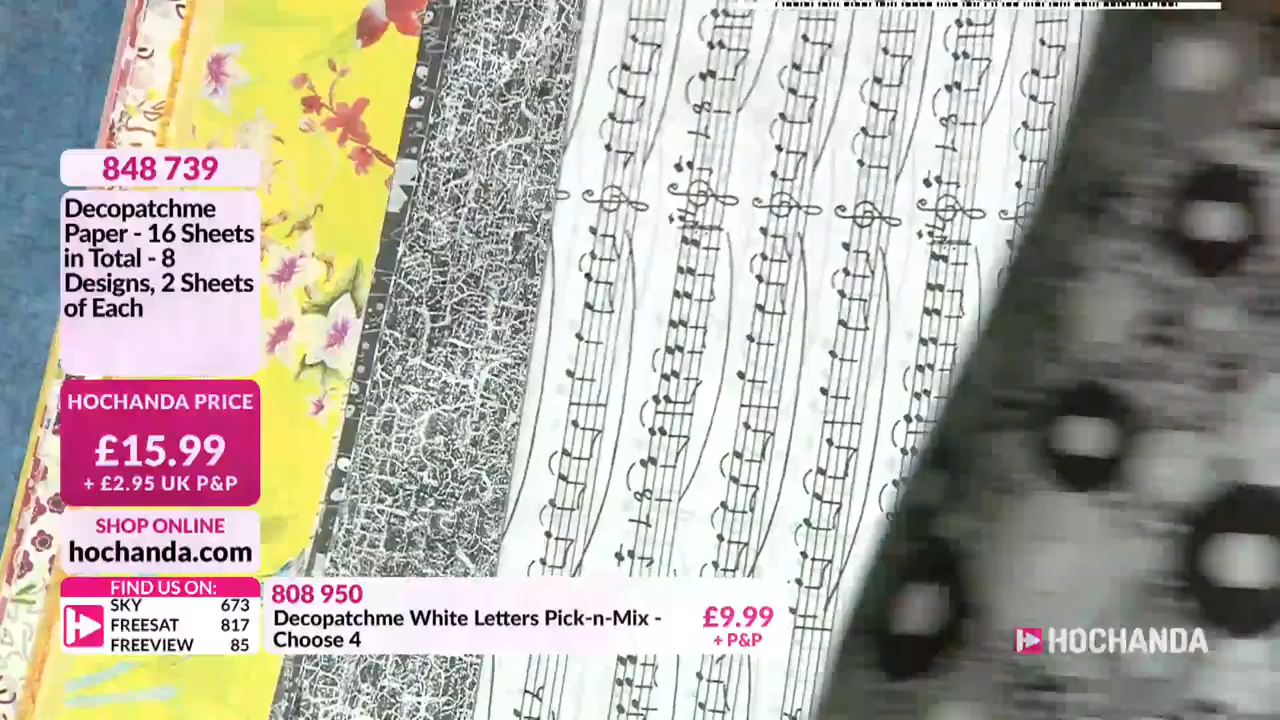 848 739
Decopatchme
Paper - 16 Sheets
in Total - 8
Designs, 2 Sheets
of Each
HOCHANDA PRICE
£15.99
+ £2.95 UK P&P
SHOP ONLINE
hochanda.com
FIND US ON:
SKY 673
FREESAT 817
FREEVIEW 85
808 950
Decopatchme White Letters Pick-n-Mix -
Choose 4
£9.99
+ P&P
HOCHANDA